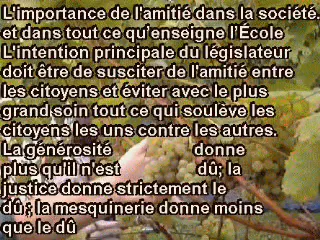 L'importance de l'amitié dans la société.
et dans tout ce qu'enseigne l'École
L'intention principale du législateur
doit être de susciter de l'amitié entre
les citoyens et éviter avec le plus
grand soin tout ce qui soulève les
citoyens les uns contre les autres.
La générosité donne
plus qu'il n'est dû; la
justice donne strictement le
dû ; la mesquinerie donne moins
que le dû